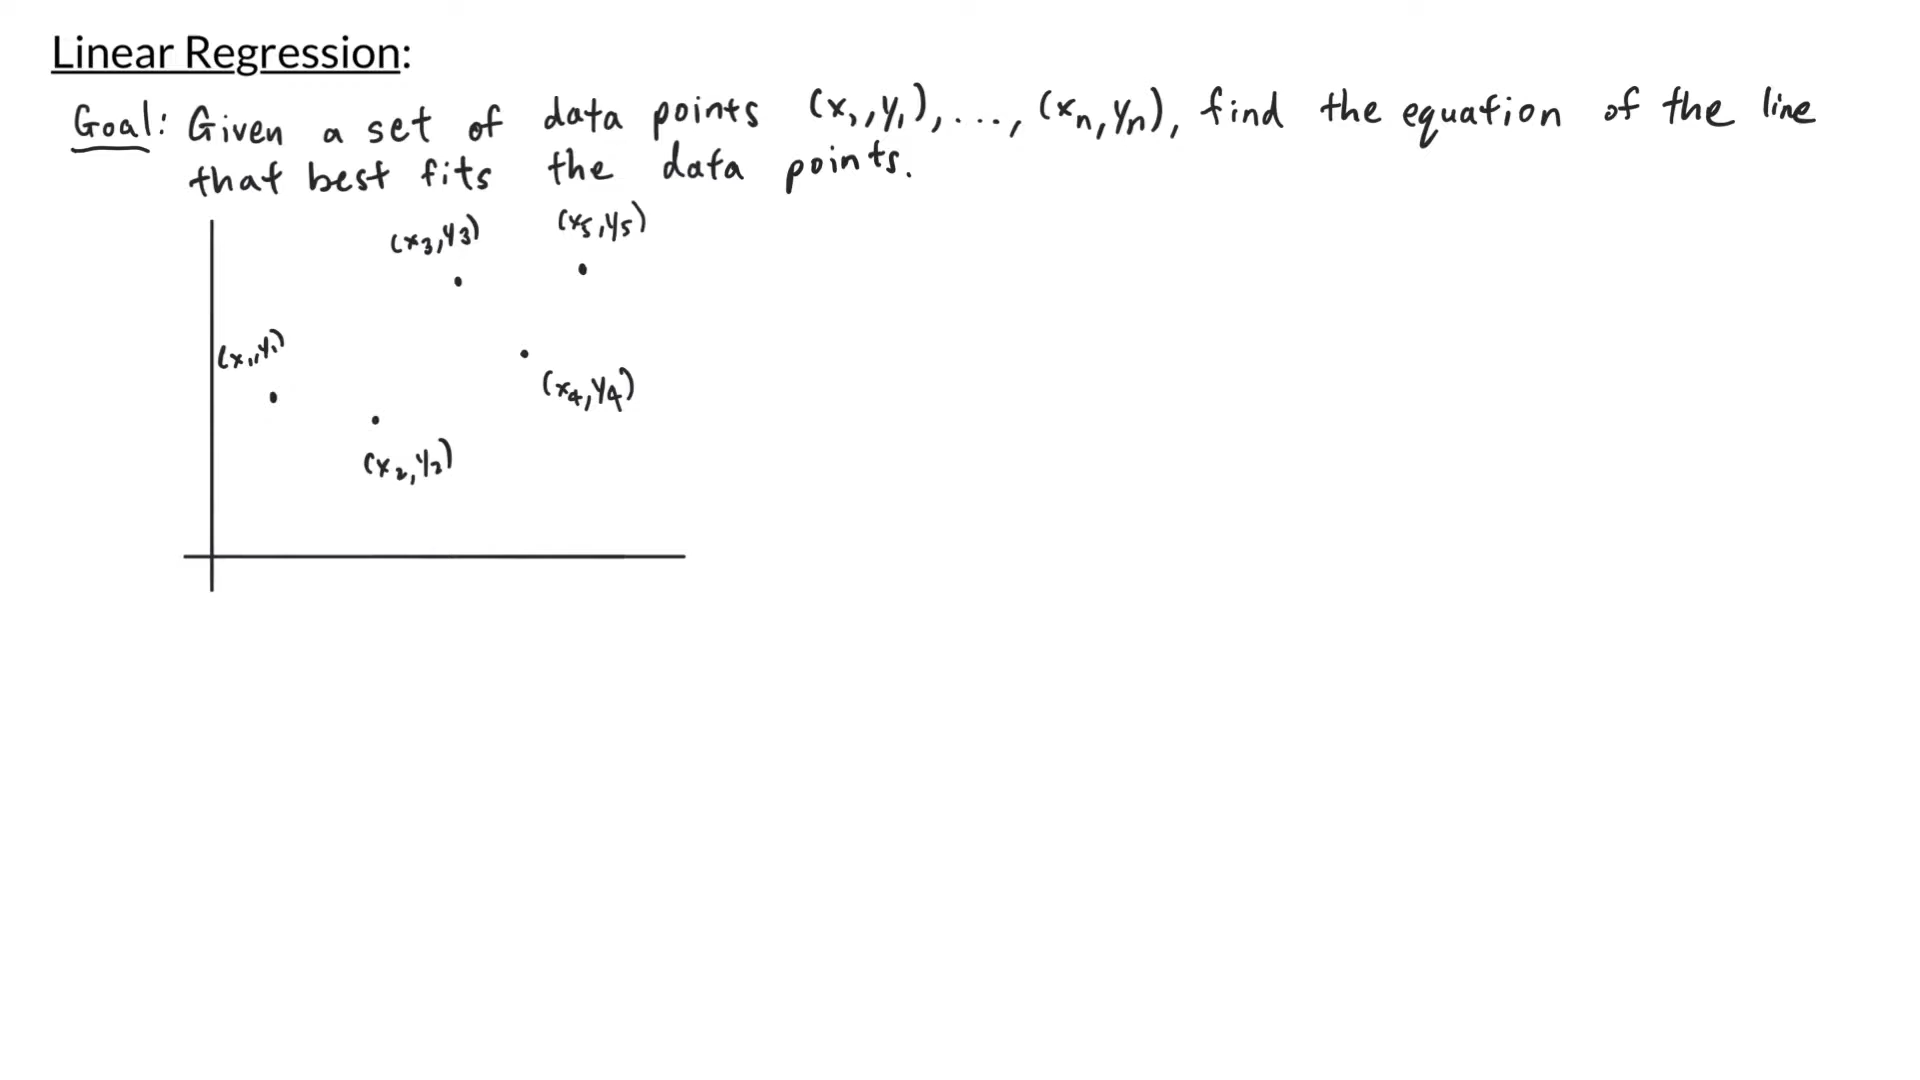 Linear Regression:
Goal: Given a set of data points (x₁,y₁),...,(xₙ,yₙ), find the equation of the line
that best fits the data points.
(x₃,y₃) (x₅,y₅)
(x₁,y₁)
(x₄,y₄)
(x₂,y₂)